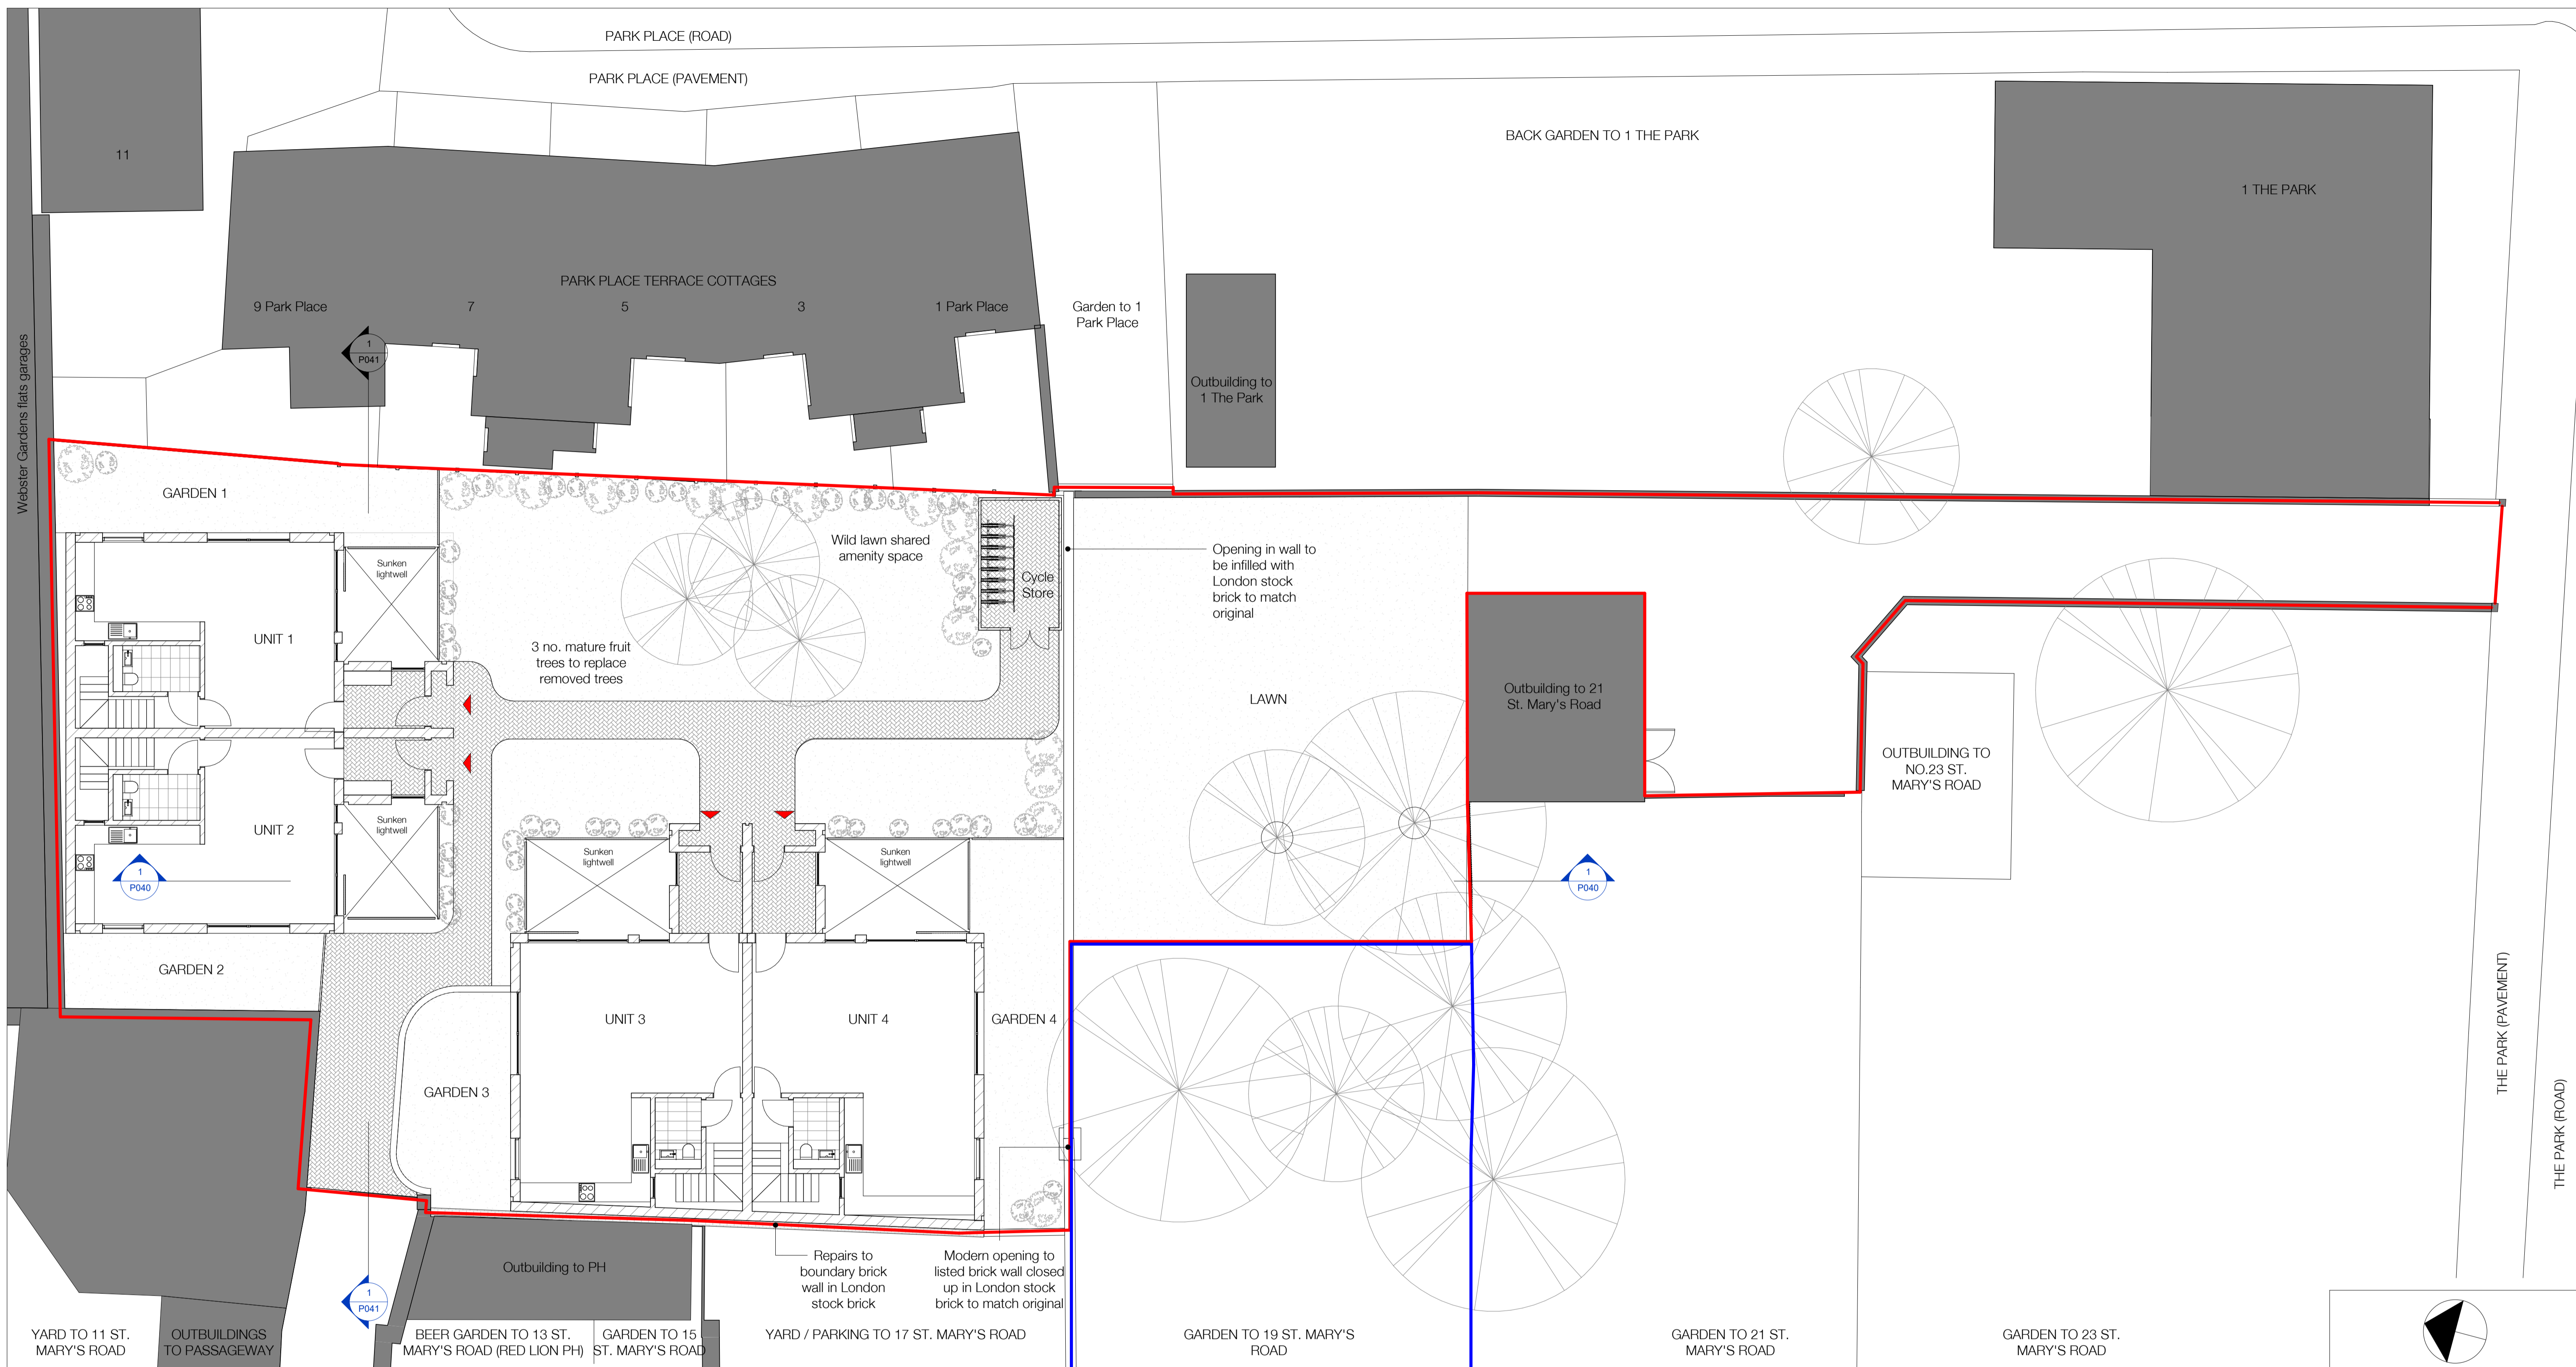 PARK PLACE (ROAD)
PARK PLACE (PAVEMENT)
11
BACK GARDEN TO 1 THE PARK
1 THE PARK
PARK PLACE TERRACE COTTAGES
9 Park Place
7
5
3
1 Park Place
Garden to 1
Park Place
Webster Gardens flats garages
1
P041
Outbuilding to
1 The Park
GARDEN 1
Wild lawn shared
amenity space
Cycle
Store
Opening in wall to
be infilled with
London stock
brick to match
original
Sunken
lightwell
UNIT 1
3 no. mature fruit
trees to replace
removed trees
LAWN
Outbuilding to 21
St. Mary's Road
OUTBUILDING TO
NO.23 ST.
MARY'S ROAD
UNIT 2
Sunken
lightwell
1
P040
Sunken
lightwell
Sunken
lightwell
1
P040
GARDEN 2
UNIT 3
UNIT 4
GARDEN 4
GARDEN 3
THE PARK (PAVEMENT)
THE PARK (ROAD)
Outbuilding to PH
Repairs to
boundary brick
wall in London
stock brick
Modern opening to
listed brick wall closed
up in London stock
brick to match original
1
P041
YARD TO 11 ST.
MARY'S ROAD
OUTBUILDINGS
TO PASSAGEWAY
BEER GARDEN TO 13 ST.
MARY'S ROAD (RED LION PH)
GARDEN TO 15
ST. MARY'S ROAD
YARD / PARKING TO 17 ST. MARY'S ROAD
GARDEN TO 19 ST. MARY'S
ROAD
GARDEN TO 21 ST.
MARY'S ROAD
GARDEN TO 23 ST.
MARY'S ROAD